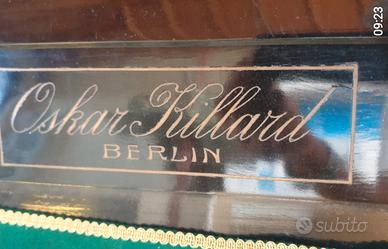 Oskar Killard
BERLIN
09:23
subito